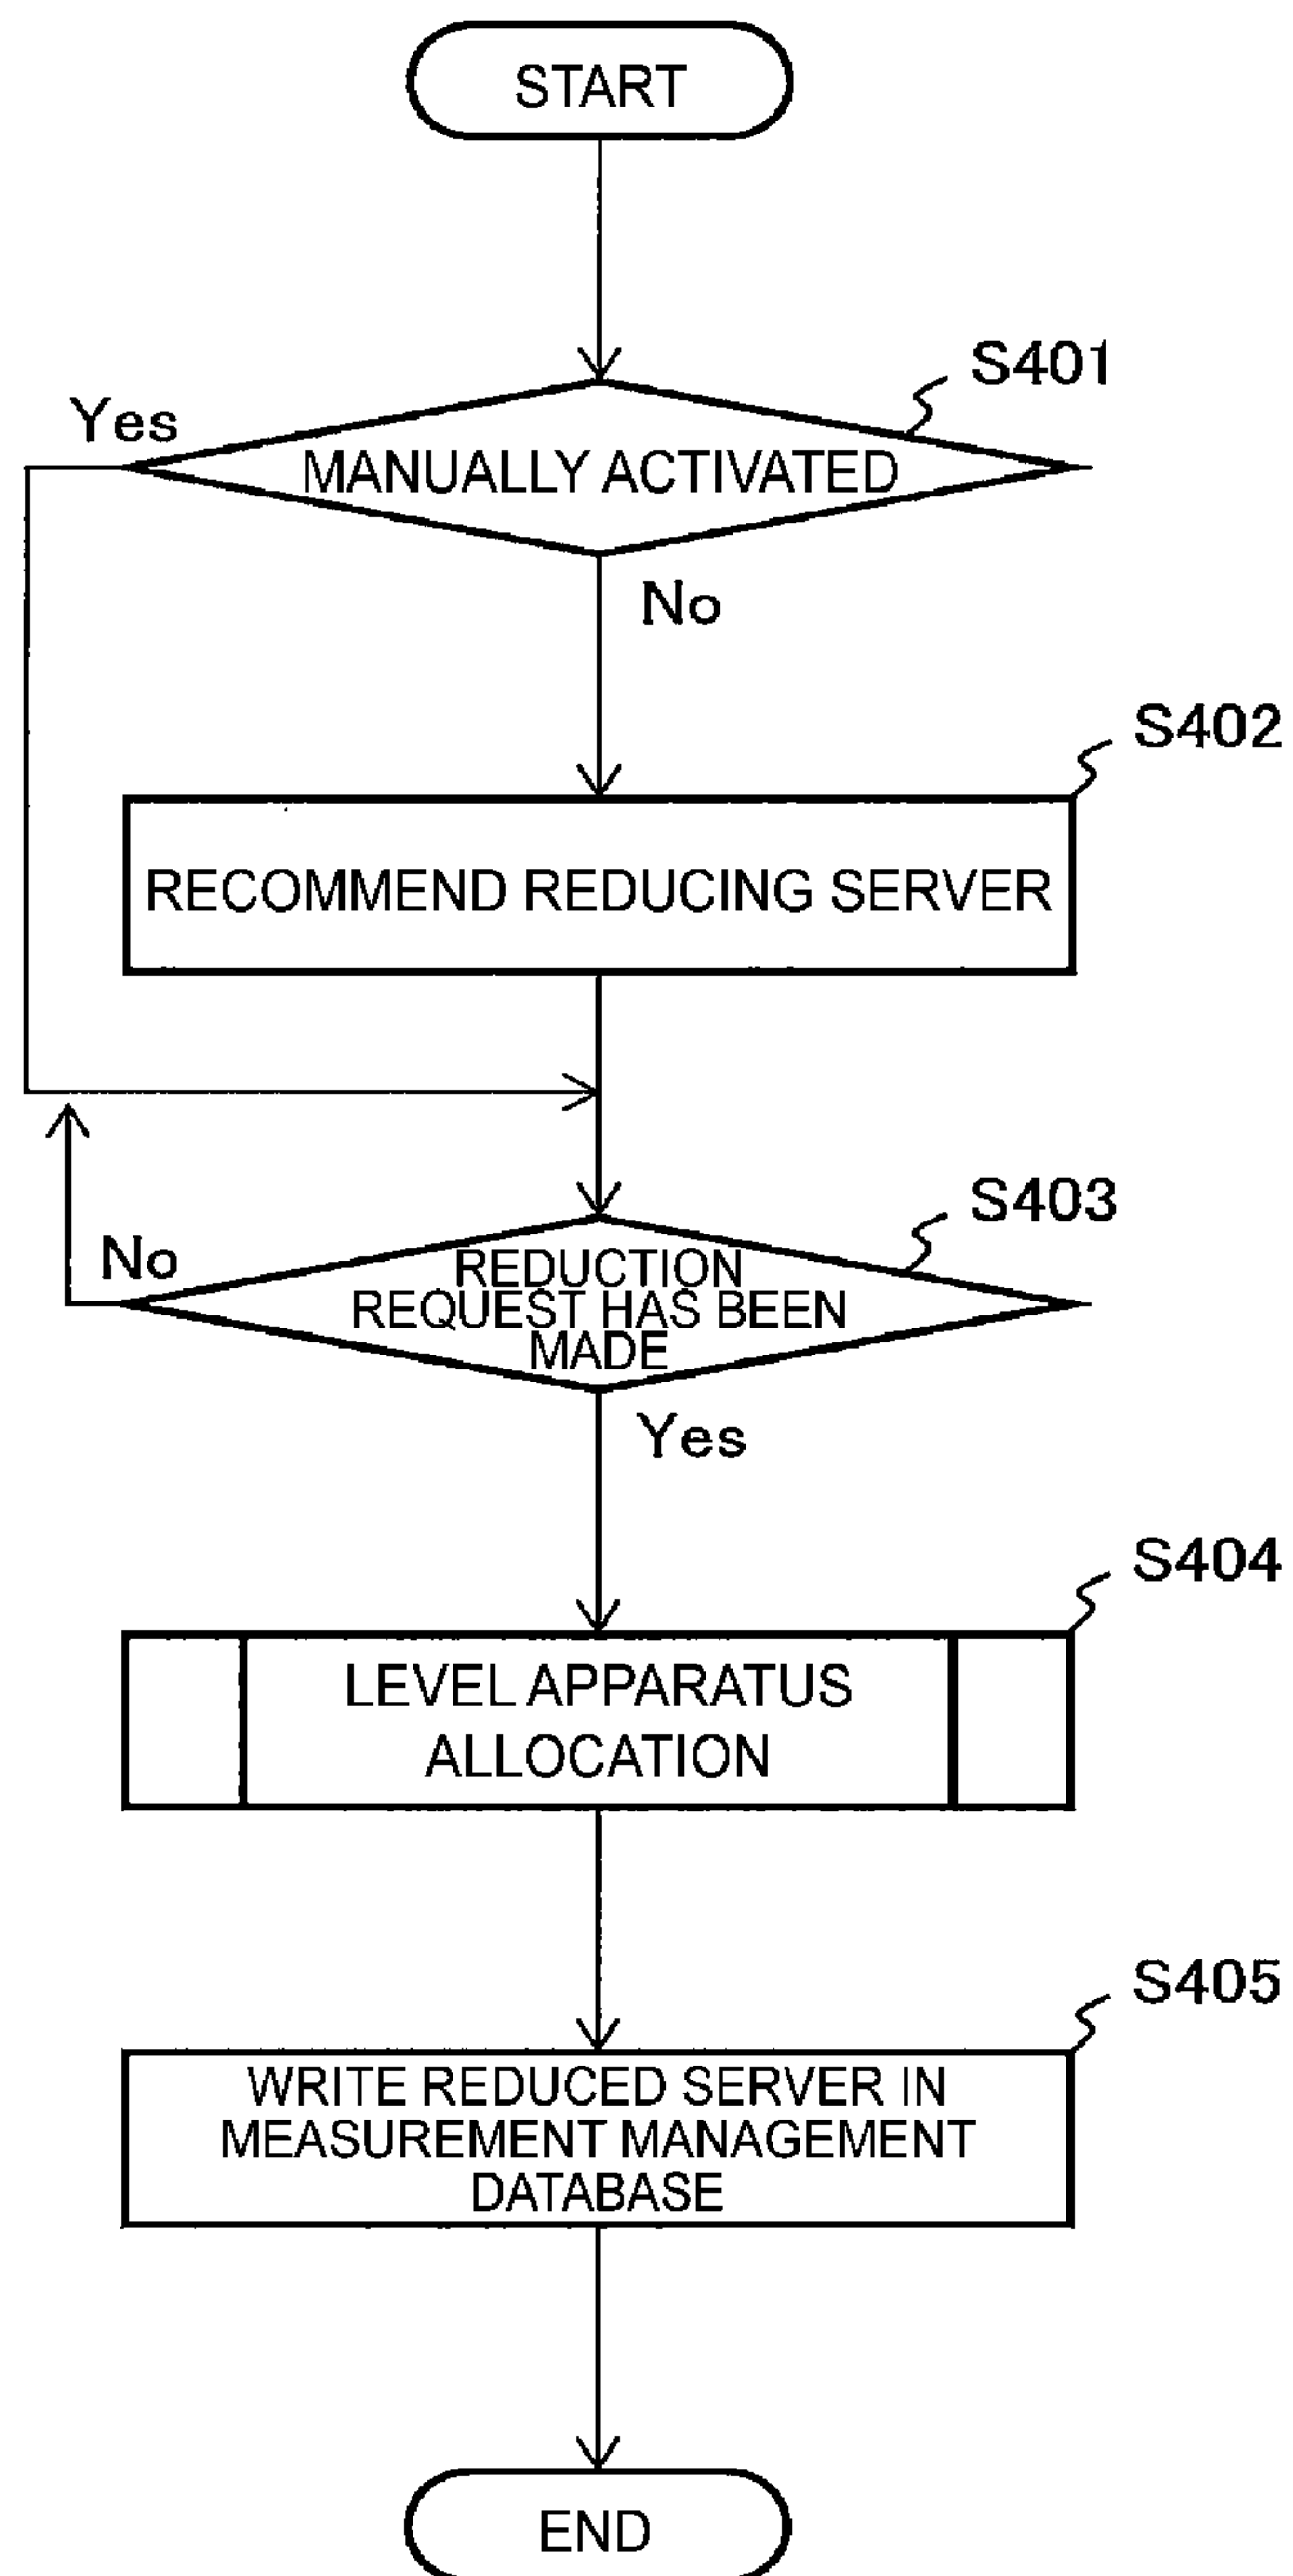 START
S401
Yes
MANUALLY ACTIVATED
No
S402
RECOMMEND REDUCING SERVER
S403
No
REDUCTION
REQUEST HAS BEEN
MADE
Yes
S404
LEVEL APPARATUS
ALLOCATION
S405
WRITE REDUCED SERVER IN
MEASUREMENT MANAGEMENT
DATABASE
END